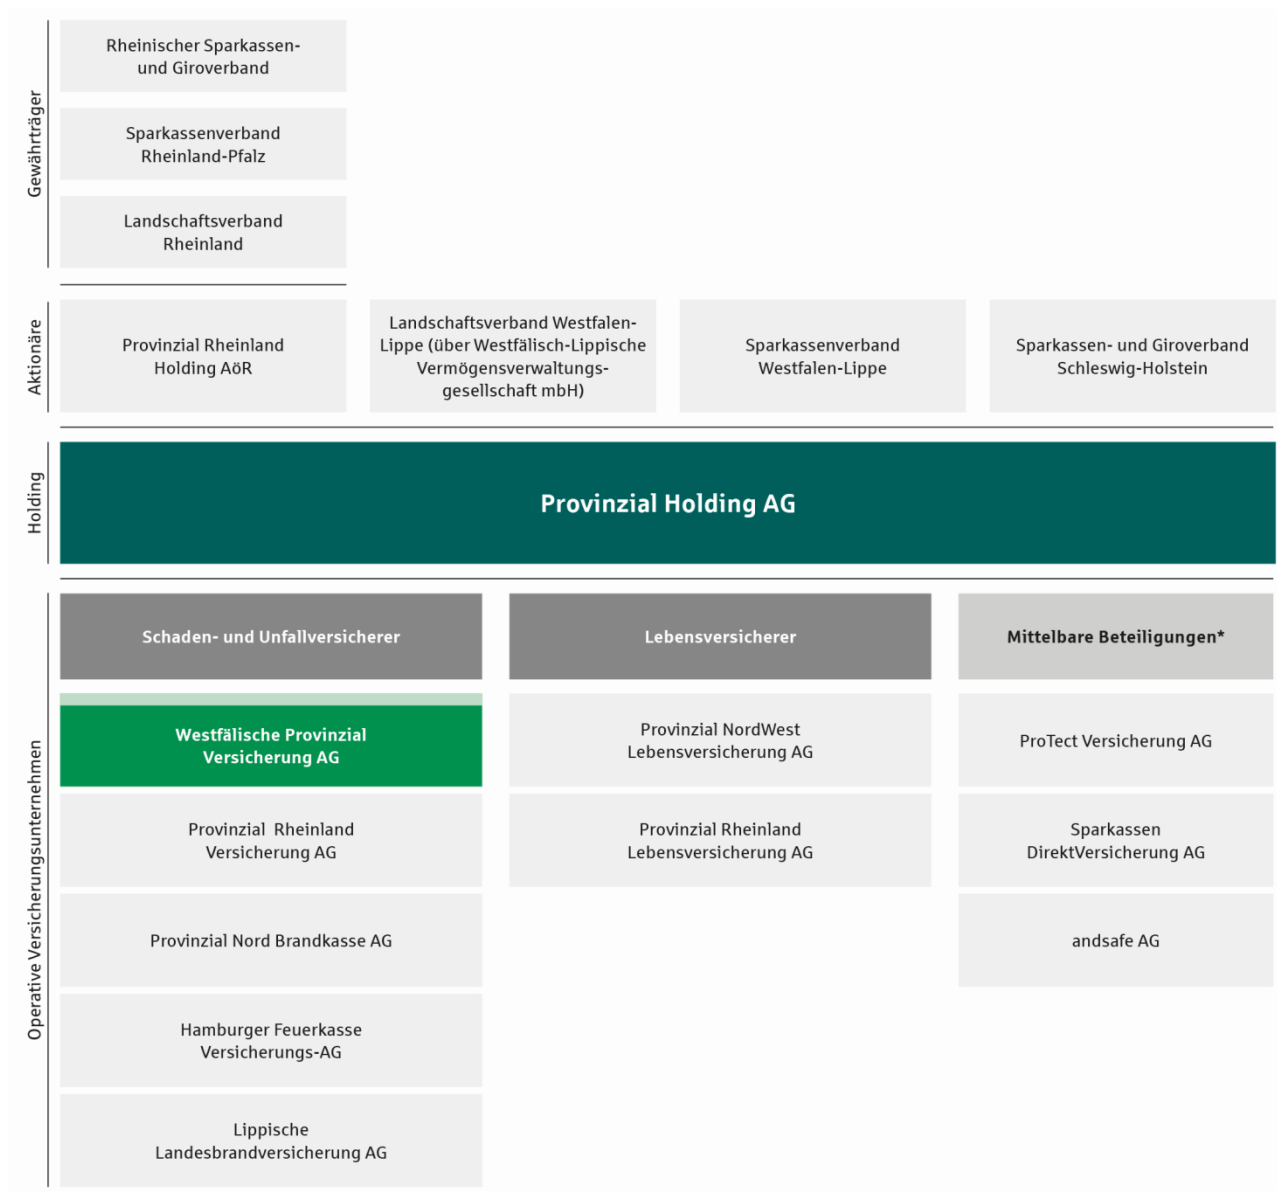 Gewährträger
Rheinischer Sparkassen-
und Giroverband
Sparkassenverband
Rheinland-Pfalz
Landschaftsverband
Rheinland
Aktionäre
Provinzial Rheinland
Holding AöR
Landschaftsverband Westfalen-
Lippe (über Westfälisch-Lippische
Vermögensverwaltungs-
gesellschaft mbH)
Sparkassenverband
Westfalen-Lippe
Sparkassen- und Giroverband
Schleswig-Holstein
Holding
Provinzial Holding AG
Operative Versicherungsunternehmen
Schaden- und Unfallversicherer
Westfälische Provinzial
Versicherung AG
Provinzial Rheinland
Versicherung AG
Provinzial Nord Brandkasse AG
Hamburger Feuerkasse
Versicherungs-AG
Lippische
Landesbrandversicherung AG
Lebensversicherer
Provinzial NordWest
Lebensversicherung AG
Provinzial Rheinland
Lebensversicherung AG
Mittelbare Beteiligungen*
ProTect Versicherung AG
Sparkassen
DirektVersicherung AG
andsafe AG